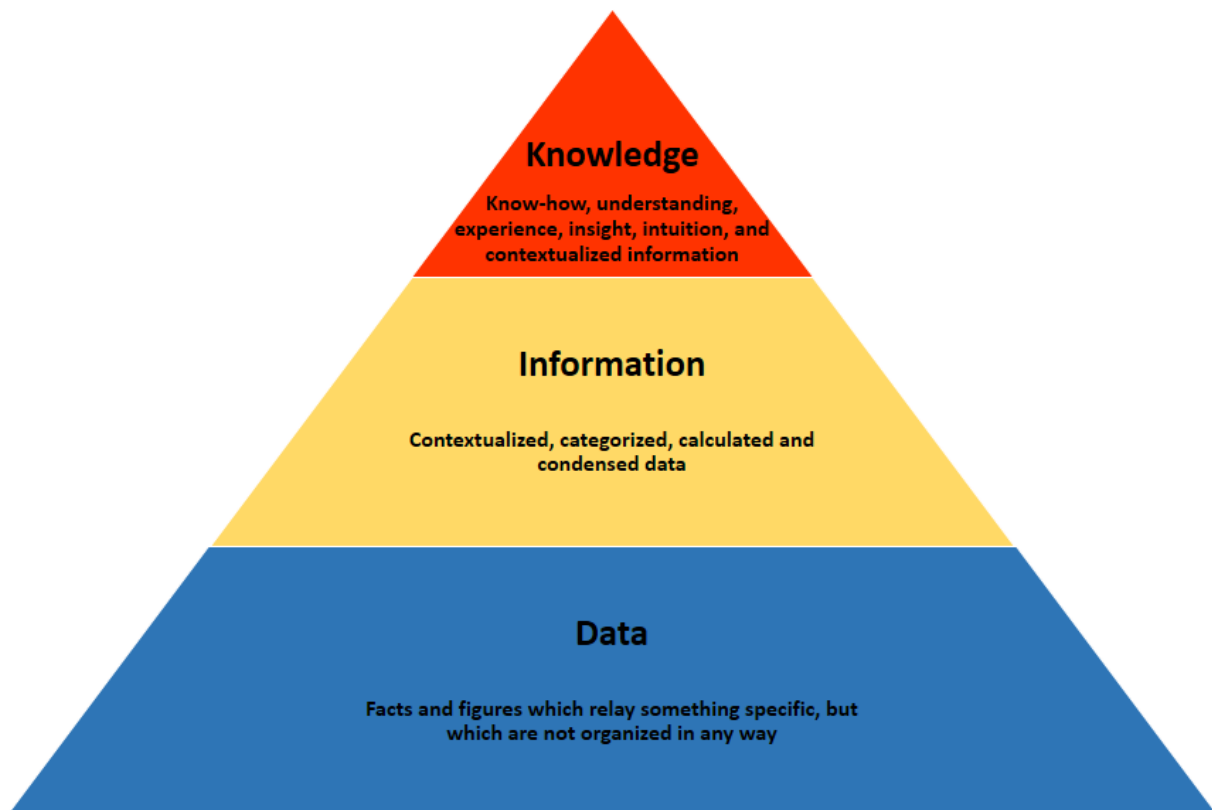 Knowledge
Know-how, understanding,
experience, insight, intuition, and
contextualized information
Information
Contextualized, categorized, calculated and
condensed data
Data
Facts and figures which relay something specific, but
which are not organized in any way